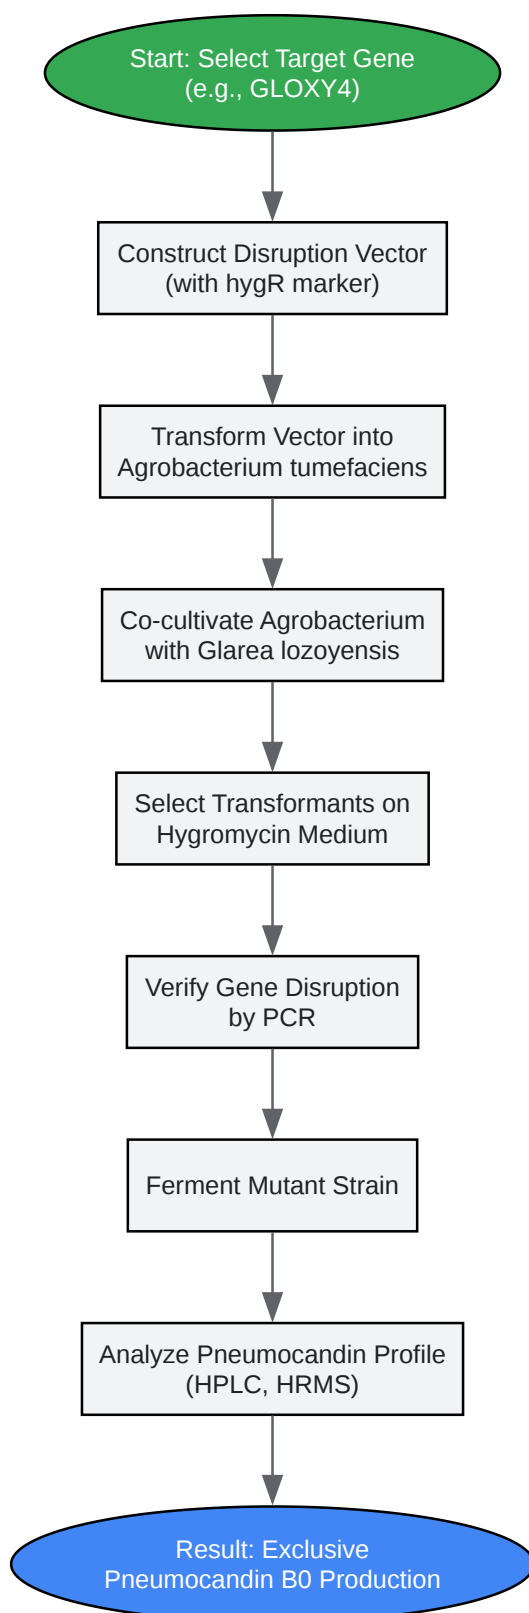 Start: Select Target Gene
(e.g., GLOXY4)
Construct Disruption Vector
(with hygR marker)
Transform Vector into
Agrobacterium tumefaciens
Co-cultivate Agrobacterium
with Glarea lozoyensis
Select Transformants on
Hygromycin Medium
Verify Gene Disruption
by PCR
Ferment Mutant Strain
Analyze Pneumocandin Profile
(HPLC, HRMS)
Result: Exclusive
Pneumocandin B0 Production